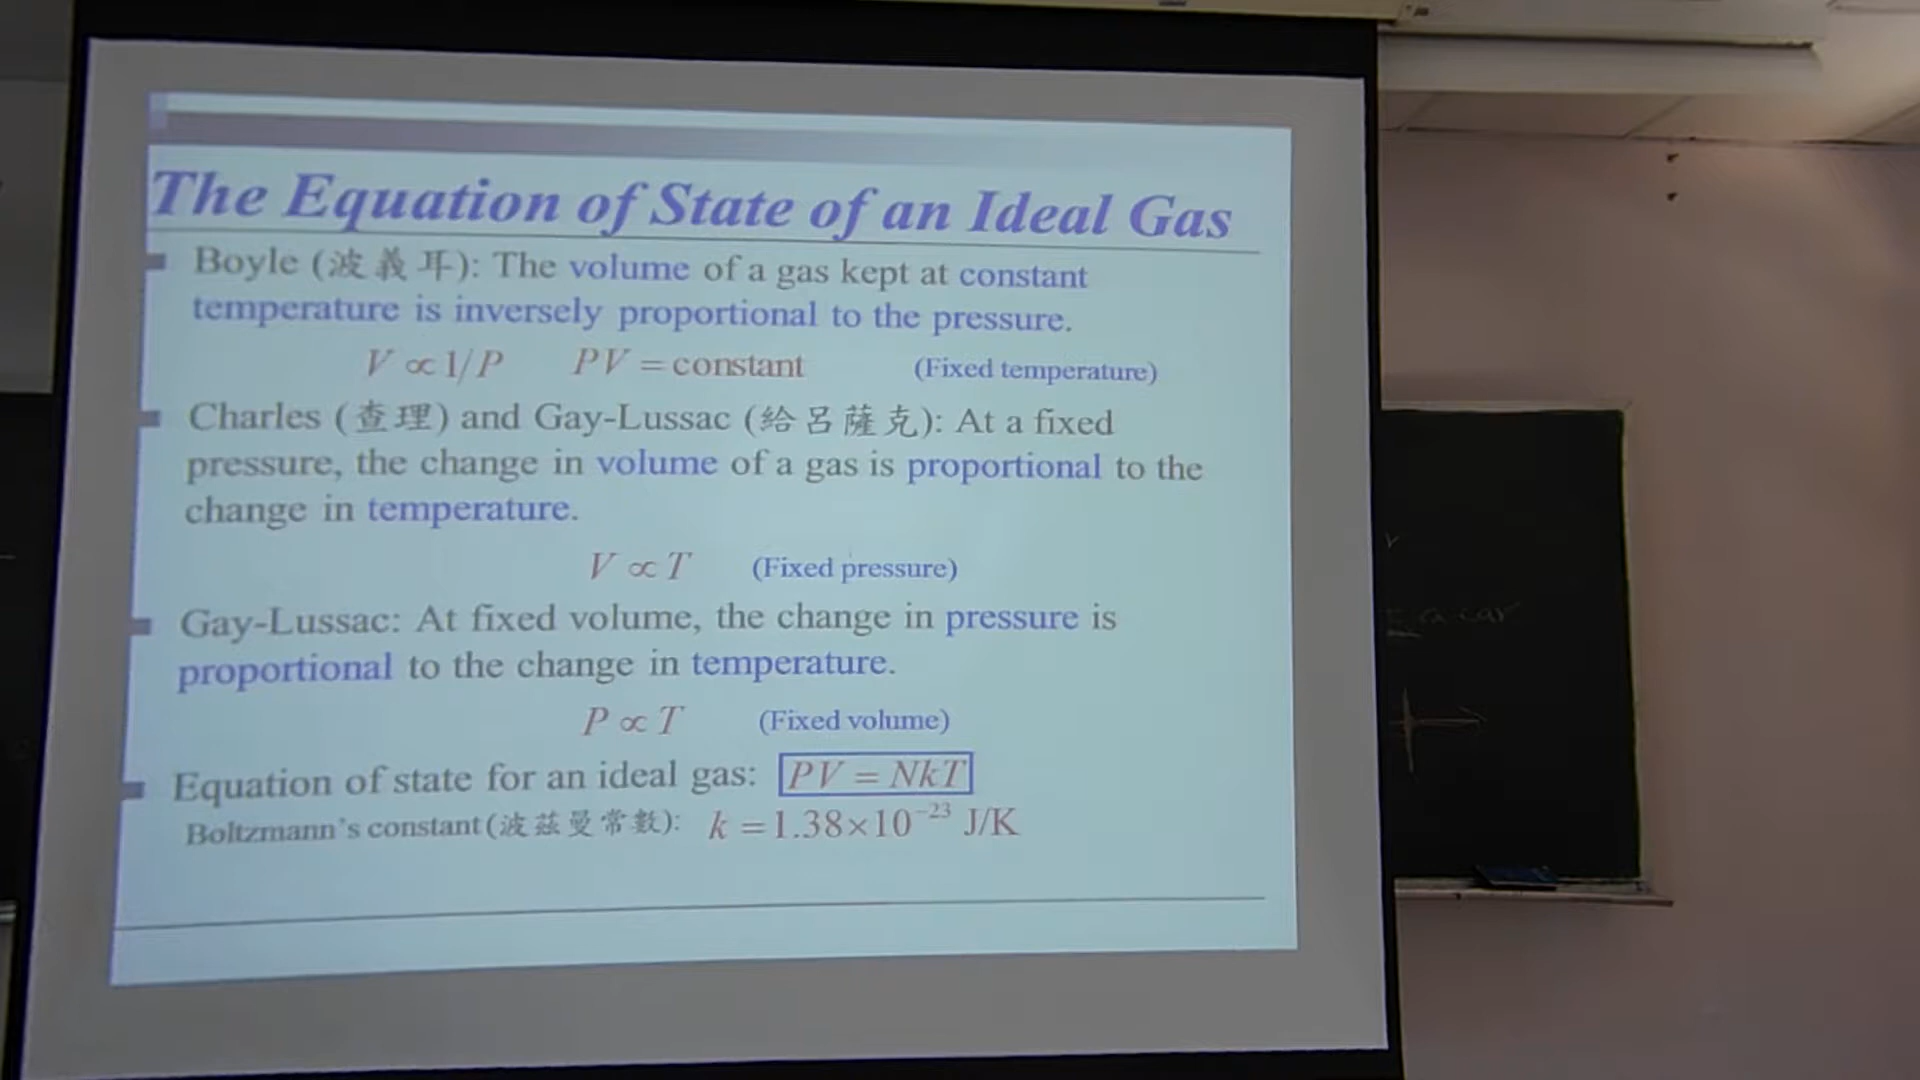 The Equation of State of an Ideal Gas
Boyle (波義耳): The volume of a gas kept at constant
temperature is inversely proportional to the pressure.
V ∝ 1/P PV = constant (Fixed temperature)
Charles (查理) and Gay-Lussac (給呂薩克): At a fixed
pressure, the change in volume of a gas is proportional to the
change in temperature.
V ∝ T (Fixed pressure)
Gay-Lussac: At fixed volume, the change in pressure is
proportional to the change in temperature.
P ∝ T (Fixed volume)
Equation of state for an ideal gas: PV = NkT
Boltzmann's constant (波茲曼常數): k = 1.38×10⁻²³ J/K
a car